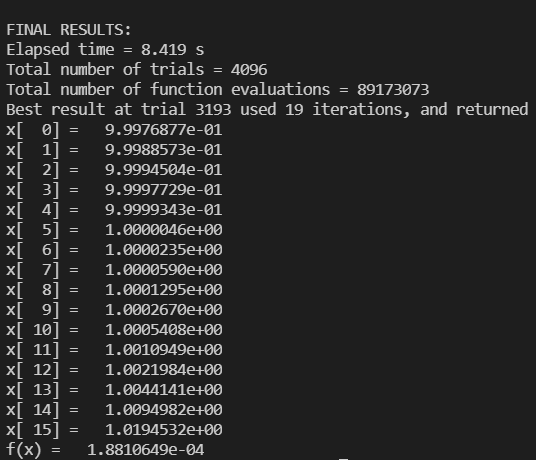 FINAL RESULTS:
Elapsed time = 8.419 s
Total number of trials = 4096
Total number of function evaluations = 89173073
Best result at trial 3193 used 19 iterations, and returned
x[  0] =   9.9976877e-01
x[  1] =   9.9988573e-01
x[  2] =   9.9994504e-01
x[  3] =   9.9997729e-01
x[  4] =   9.9999343e-01
x[  5] =   1.0000046e+00
x[  6] =   1.0000235e+00
x[  7] =   1.0000590e+00
x[  8] =   1.0001295e+00
x[  9] =   1.0002670e+00
x[ 10] =   1.0005408e+00
x[ 11] =   1.0010949e+00
x[ 12] =   1.0021984e+00
x[ 13] =   1.0044141e+00
x[ 14] =   1.0094982e+00
x[ 15] =   1.0194532e+00
f(x) =   1.8810649e-04